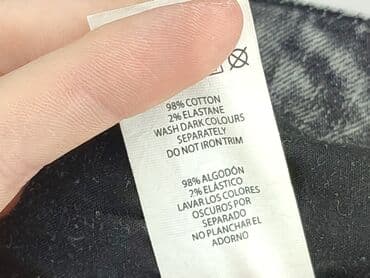 98% COTTON
2% ELASTANE
WASH DARK COLOURS
SEPARATELY
DO NOT IRON TRIM
98% ALGODÓN
2% ELÁSTICO
LAVAR LOS COLORES
OSCUROS POR
SEPARADO
NO PLANCHAR EL
ADORNO